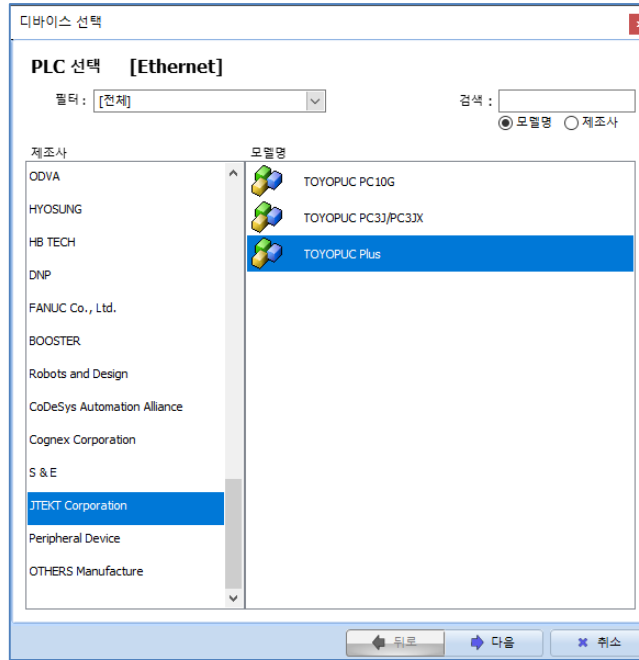 디바이스 선택
PLC 선택 [Ethernet]
필터 : [전체]
검색 :
모델명 제조사
제조사
모델명
ODVA
HYOSUNG
HB TECH
DNP
FANUC Co., Ltd.
BOOSTER
Robots and Design
CoDeSys Automation Alliance
Cognex Corporation
S & E
JTEKT Corporation
Peripheral Device
OTHERS Manufacture
TOYOPUC PC10G
TOYOPUC PC3J/PC3JX
TOYOPUC Plus
뒤로 다음 취소